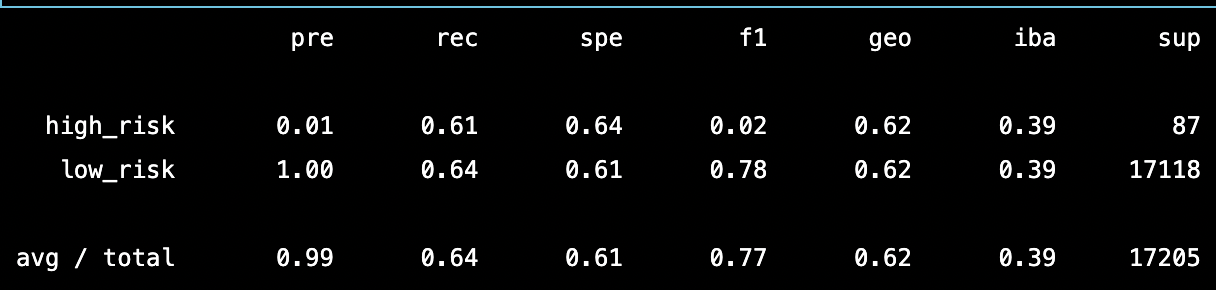 pre rec spe f1 geo iba sup
high_risk 0.01 0.61 0.64 0.02 0.62 0.39 87
low_risk 1.00 0.64 0.61 0.78 0.62 0.39 17118
avg / total 0.99 0.64 0.61 0.77 0.62 0.39 17205